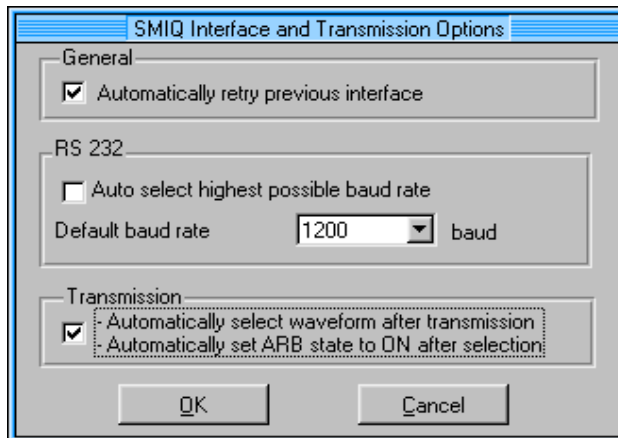 SMIQ Interface and Transmission Options
General
Automatically retry previous interface
RS 232
Auto select highest possible baud rate
Default baud rate 1200 baud
Transmission
- Automatically select waveform after transmission
- Automatically set ARB state to ON after selection
OK Cancel